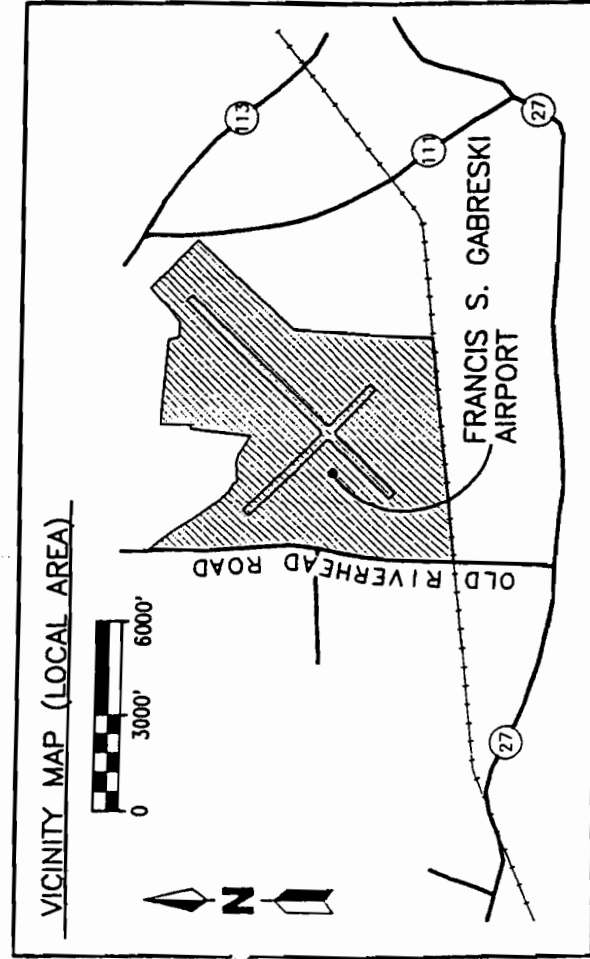 VICINITY MAP (LOCAL AREA)
0 3000' 6000'
N
113
111
27
FRANCIS S. GABRESKI
AIRPORT
OLD RIVERHEAD ROAD
27